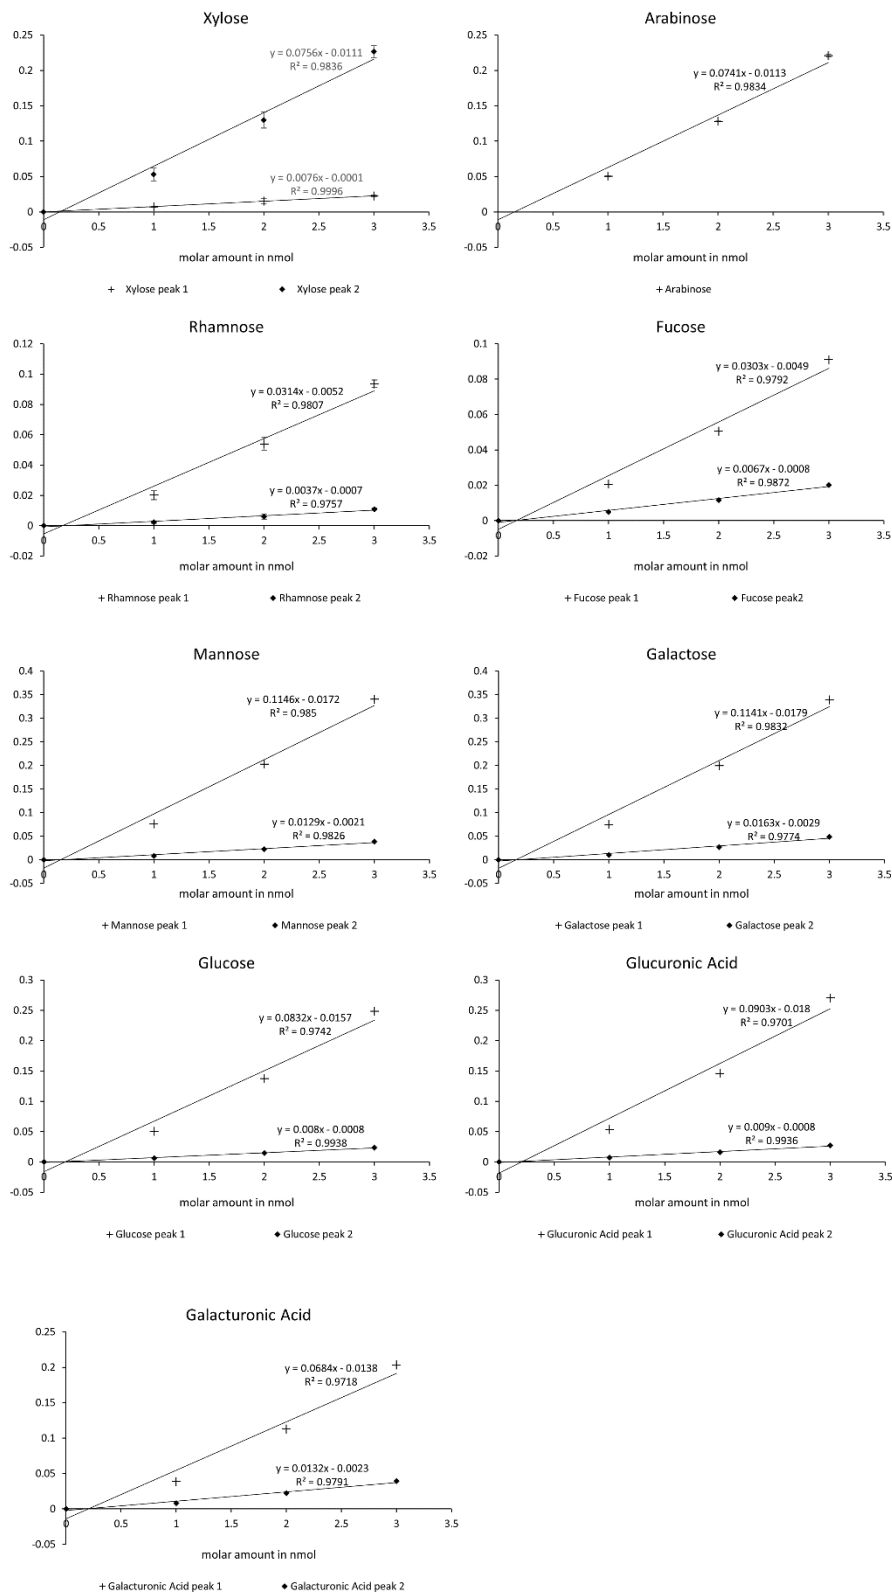 Xylose
0.25
0.2
0.15
0.1
0.05
0
-0.05
y = 0.0756x - 0.0111
R² = 0.9836
y = 0.0076x - 0.0001
R² = 0.9996
0 0.5 1 1.5 2 2.5 3 3.5
molar amount in nmol
Xylose peak 1 Xylose peak 2
Arabinose
0.25
0.2
0.15
0.1
0.05
0
-0.05
y = 0.0741x - 0.0113
R² = 0.9834
0 0.5 1 1.5 2 2.5 3 3.5
molar amount in nmol
Arabinose
Rhamnose
0.12
0.1
0.08
0.06
0.04
0.02
0
-0.02
y = 0.0314x - 0.0052
R² = 0.9807
y = 0.0037x - 0.0007
R² = 0.9757
0 0.5 1 1.5 2 2.5 3 3.5
molar amount in nmol
Rhamnose peak 1 Rhamnose peak 2
Fucose
0.1
0.08
0.06
0.04
0.02
0
-0.02
y = 0.0303x - 0.0049
R² = 0.9792
y = 0.0067x - 0.0008
R² = 0.9872
0 0.5 1 1.5 2 2.5 3 3.5
molar amount in nmol
Fucose peak 1 Fucose peak2
Mannose
0.4
0.35
0.3
0.25
0.2
0.15
0.1
0.05
0
-0.05
y = 0.1146x - 0.0172
R² = 0.985
y = 0.0129x - 0.0021
R² = 0.9826
0 0.5 1 1.5 2 2.5 3 3.5
molar amount in nmol
Mannose peak 1 Mannose peak 2
Galactose
0.4
0.35
0.3
0.25
0.2
0.15
0.1
0.05
0
-0.05
y = 0.1141x - 0.0179
R² = 0.9832
y = 0.0163x - 0.0029
R² = 0.9774
0 0.5 1 1.5 2 2.5 3 3.5
molar amount in nmol
Galactose peak 1 Galactose peak 2
Glucose
0.3
0.25
0.2
0.15
0.1
0.05
0
-0.05
y = 0.0832x - 0.0157
R² = 0.9742
y = 0.008x - 0.0008
R² = 0.9938
0 0.5 1 1.5 2 2.5 3 3.5
molar amount in nmol
Glucose peak 1 Glucose peak 2
Glucuronic Acid
0.3
0.25
0.2
0.15
0.1
0.05
0
-0.05
y = 0.0903x - 0.018
R² = 0.9701
y = 0.009x - 0.0008
R² = 0.9936
0 0.5 1 1.5 2 2.5 3 3.5
molar amount in nmol
Glucuronic Acid peak 1 Glucuronic Acid peak 2
Galacturonic Acid
0.25
0.2
0.15
0.1
0.05
0
-0.05
y = 0.0684x - 0.0138
R² = 0.9718
y = 0.0132x - 0.0023
R² = 0.9791
0 0.5 1 1.5 2 2.5 3 3.5
molar amount in nmol
Galacturonic Acid peak 1 Galacturonic Acid peak 2